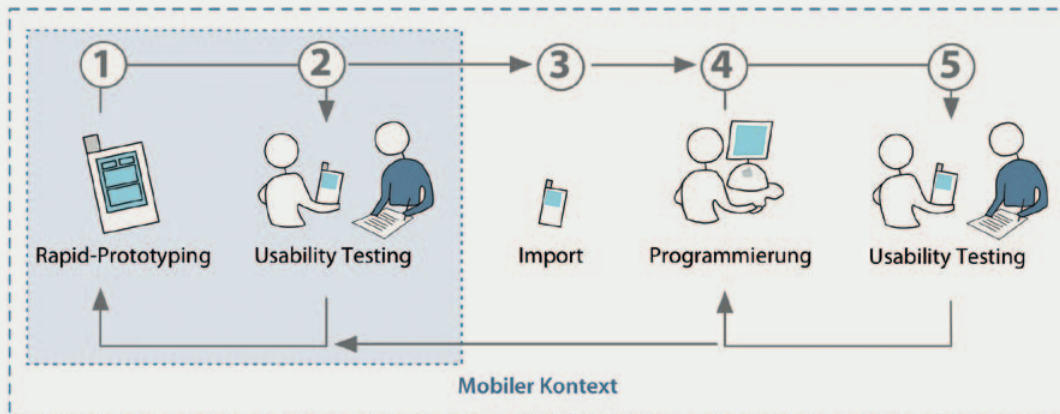 1 2 3 4 5
Rapid-Prototyping Usability Testing Import Programmierung Usability Testing
Mobiler Kontext